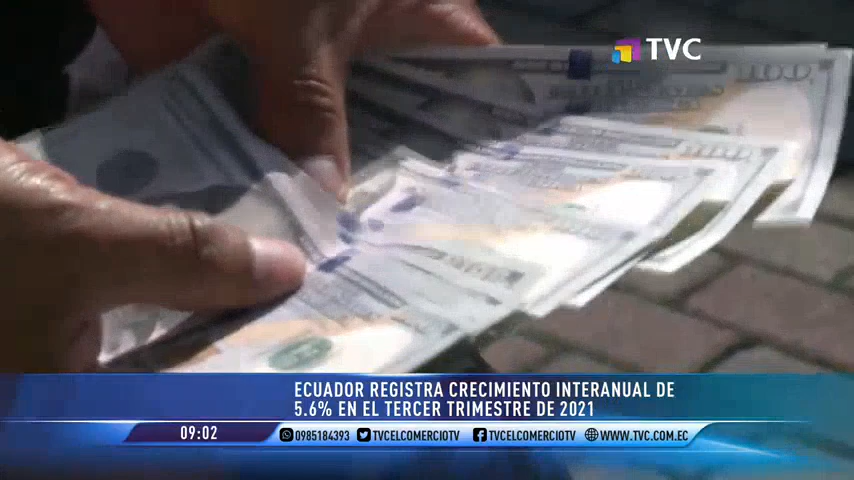 TVC
100
ECUADOR REGISTRA CRECIMIENTO INTERANUAL DE
5.6% EN EL TERCER TRIMESTRE DE 2021
09:02
0985184393 TVCELCOMERCIOTV TVCELCOMERCIOTV WWW.TVC.COM.EC